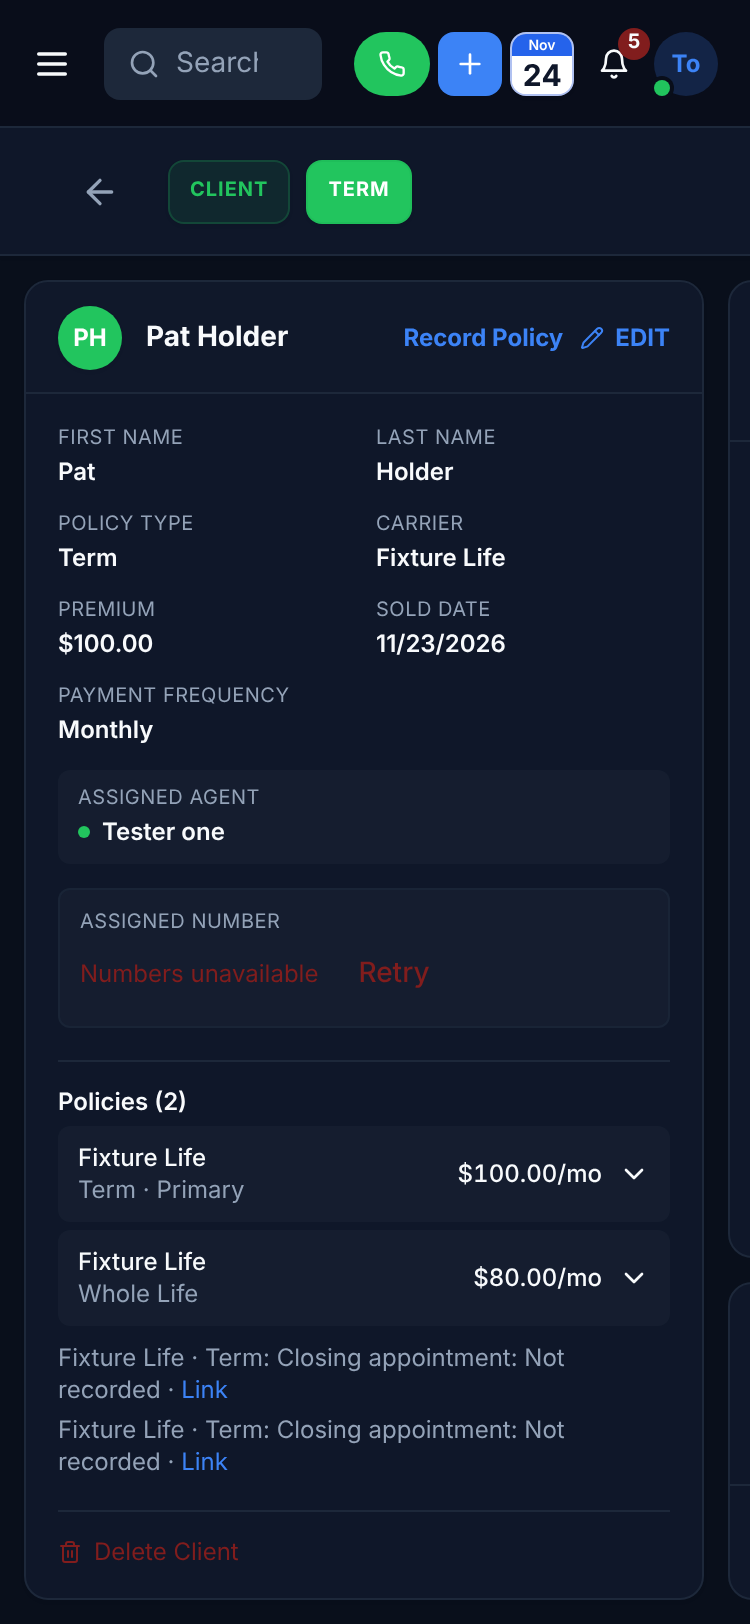 Search
Nov
24
5
To
CLIENT
TERM
PH
Pat Holder
Record Policy
EDIT
FIRST NAME
LAST NAME
Pat
Holder
POLICY TYPE
CARRIER
Term
Fixture Life
PREMIUM
SOLD DATE
$100.00
11/23/2026
PAYMENT FREQUENCY
Monthly
ASSIGNED AGENT
Tester one
ASSIGNED NUMBER
Numbers unavailable
Retry
Policies (2)
Fixture Life
Term · Primary
$100.00/mo
Fixture Life
Whole Life
$80.00/mo
Fixture Life · Term: Closing appointment: Not
recorded · Link
Fixture Life · Term: Closing appointment: Not
recorded · Link
Delete Client